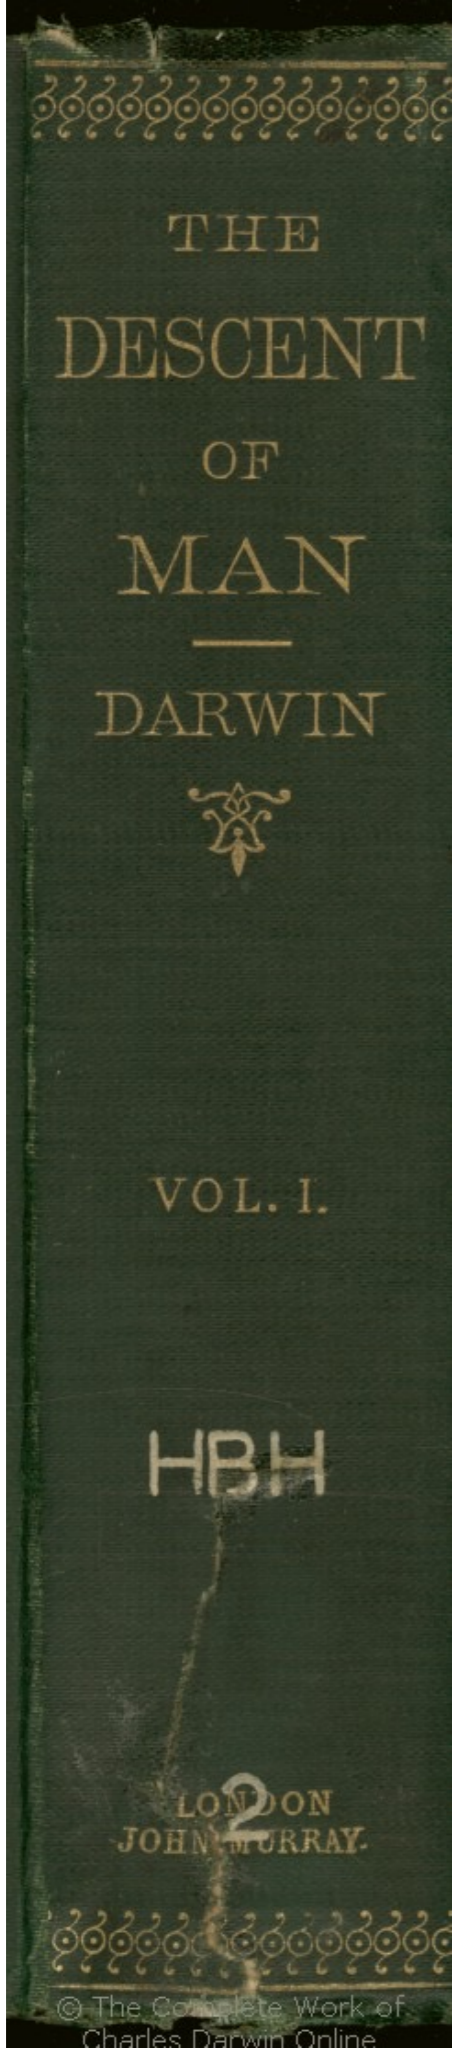 THE
DESCENT
OF
MAN
DARWIN
VOL. I.
HBH
2
LONDON
JOHN MURRAY.
© The Complete Work of
Charles Darwin Online